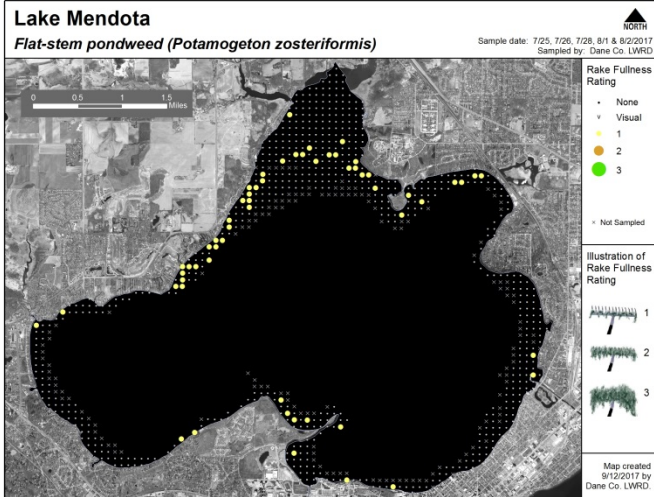 Lake Mendota
Flat-stem pondweed (Potamogeton zosteriformis)
NORTH
Sample date: 7/25, 7/26, 7/28, 8/1 & 8/2/2017
Sampled by: Dane Co. LWRD
0 0.5 1 1.5
Miles
Rake Fullness
Rating
None
v Visual
1
2
3
× Not Sampled
Illustration of
Rake Fullness
Rating
1
2
3
Map created
9/12/2017 by
Dane Co. LWRD.